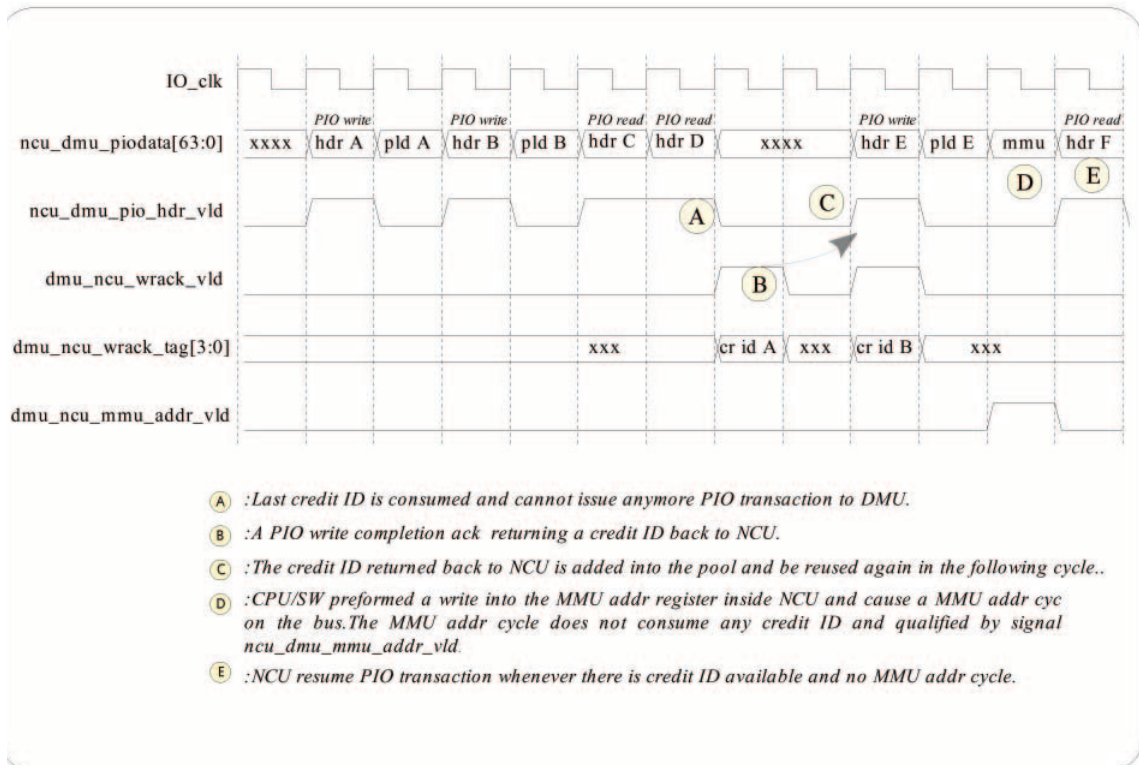 IO_clk
PIO write PIO write PIO read PIO read PIO write PIO read
ncu_dmu_piodata[63:0] xxxx hdr A pld A hdr B pld B hdr C hdr D xxxx hdr E pld E mmu hdr F
D E
ncu_dmu_pio_hdr_vld A C
dmu_ncu_wrack_vld B
dmu_ncu_wrack_tag[3:0] xxx cr id A xxx cr id B xxx
dmu_ncu_mmu_addr_vld
A :Last credit ID is consumed and cannot issue anymore PIO transaction to DMU.
B :A PIO write completion ack returning a credit ID back to NCU.
C :The credit ID returned back to NCU is added into the pool and be reused again in the following cycle..
D :CPU/SW preformed a write into the MMU addr register inside NCU and cause a MMU addr cyc
on the bus.The MMU addr cycle does not consume any credit ID and qualified by signal
ncu_dmu_mmu_addr_vld.
E :NCU resume PIO transaction whenever there is credit ID available and no MMU addr cycle.